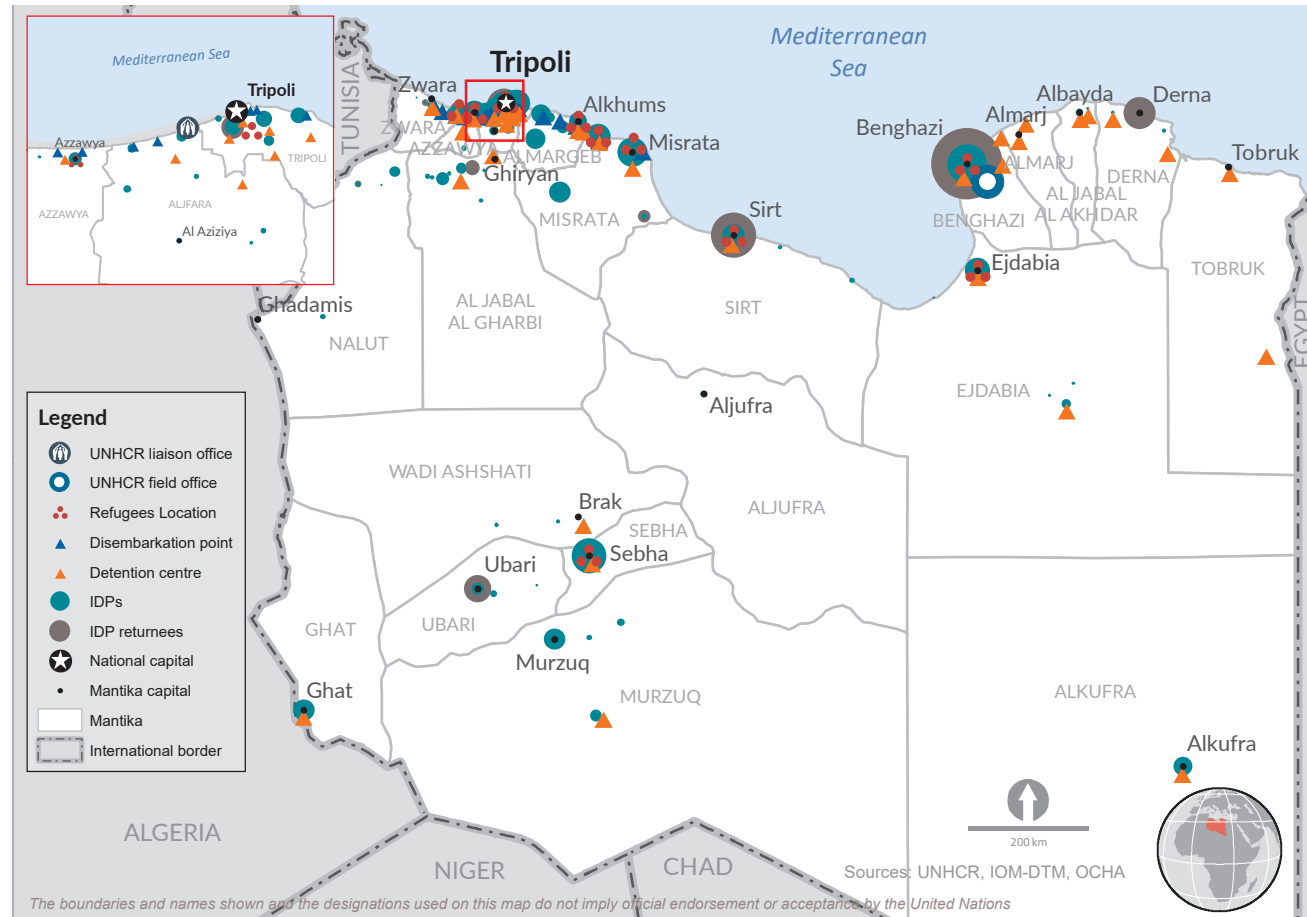 Mediterranean Sea
Tripoli
Azzawya
TRIPOLI
AZZAWYA
ALJFARA
Al Aziziya
Mediterranean
Sea
Tripoli
TUNISIA
Zwara
ZWARA
AZZAWYA
Alkhums
ALMARGEB
Misrata
Ghiryan
MISRATA
Sirt
Benghazi
Almarj
Albayda
Derna
Tobruk
ALMARJ
DERNA
AL JABAL
AL AKHDAR
BENGHAZI
Ejdabia
TOBRUK
EGYPT
Ghadamis
NALUT
AL JABAL
AL GHARBI
SIRT
EJDABIA
Aljufra
WADI ASHSHATI
Brak
SEBHA
ALJUFRA
Sebha
Ubari
UBARI
GHAT
Murzuq
MURZUQ
Ghat
ALKUFRA
Alkufra
Legend
UNHCR liaison office
UNHCR field office
Refugees Location
Disembarkation point
Detention centre
IDPs
IDP returnees
National capital
Mantika capital
Mantika
International border
ALGERIA
NIGER
CHAD
200 km
Sources: UNHCR, IOM-DTM, OCHA
The boundaries and names shown and the designations used on this map do not imply official endorsement or acceptance by the United Nations